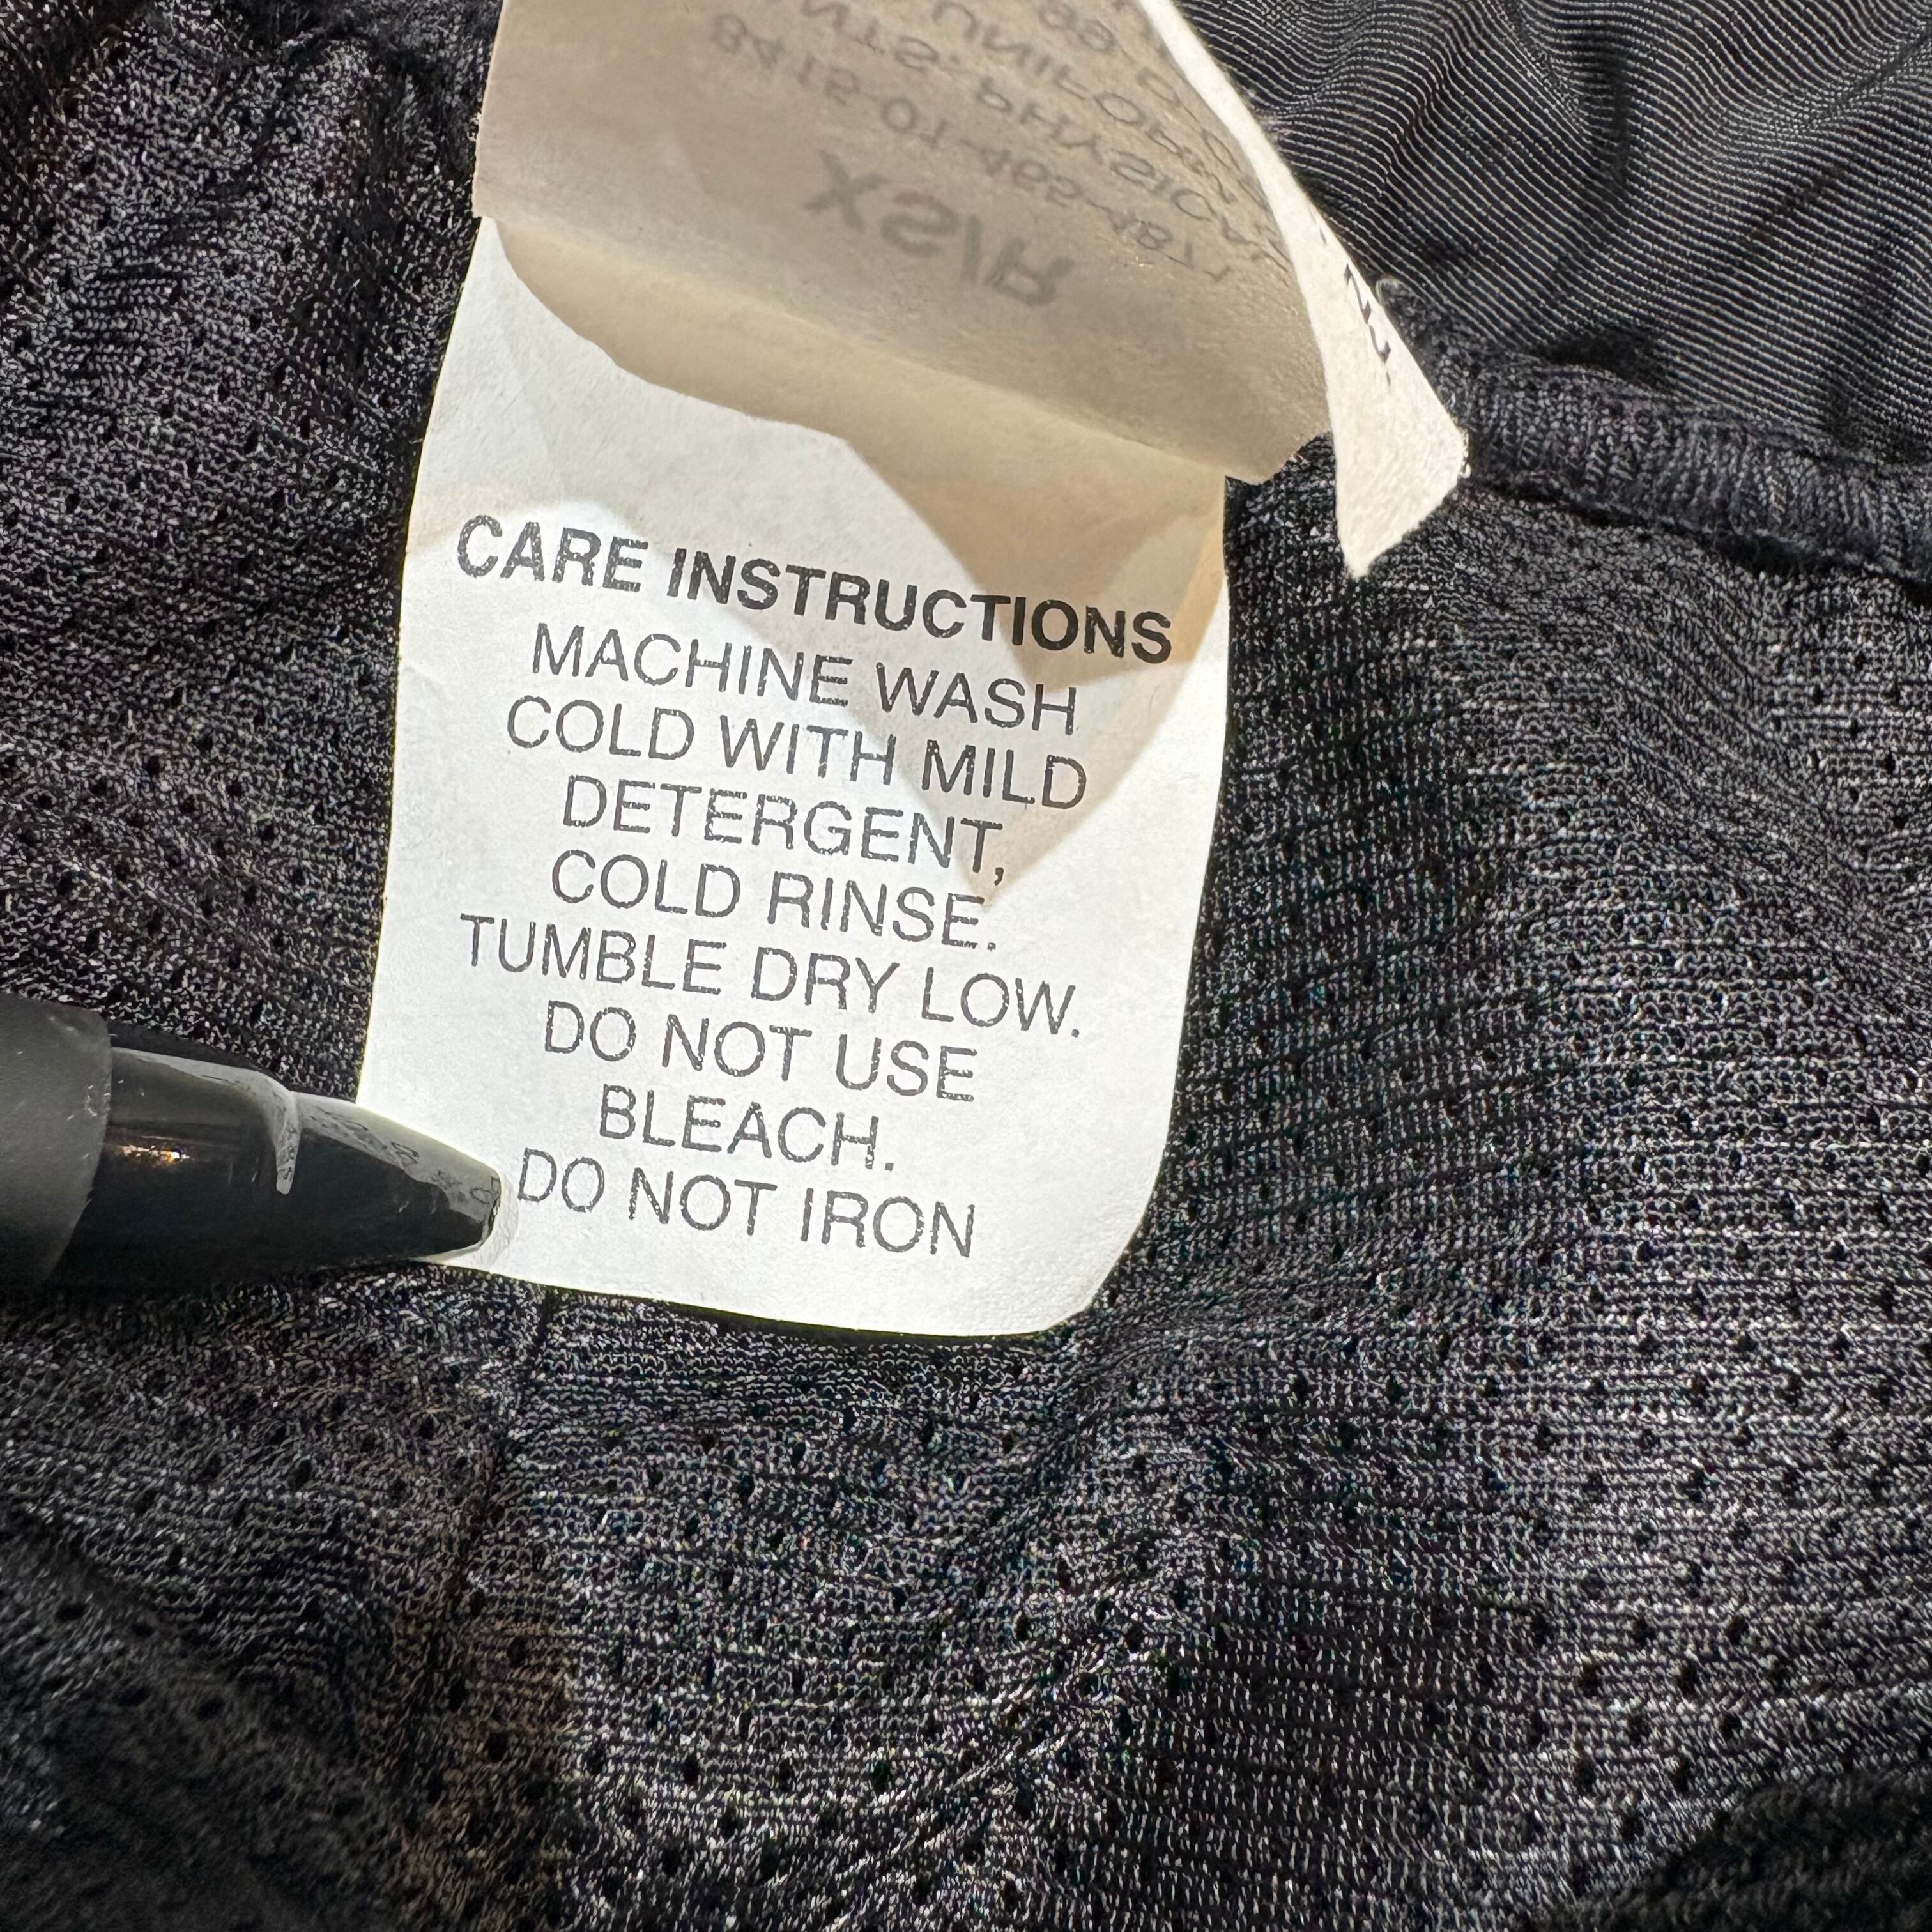 XS/R
CARE INSTRUCTIONS
MACHINE WASH
COLD WITH MILD
DETERGENT,
COLD RINSE.
TUMBLE DRY LOW.
DO NOT USE
BLEACH.
DO NOT IRON